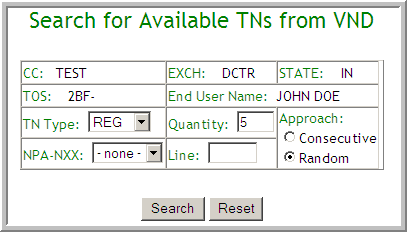 Search for Available TNs from VND
CC: TEST EXCH: DCTR STATE: IN
TOS: 2BF- End User Name: JOHN DOE
TN Type: REG Quantity: 5 Approach:
Consecutive
NPA-NXX: - none - Line: Random
Search Reset